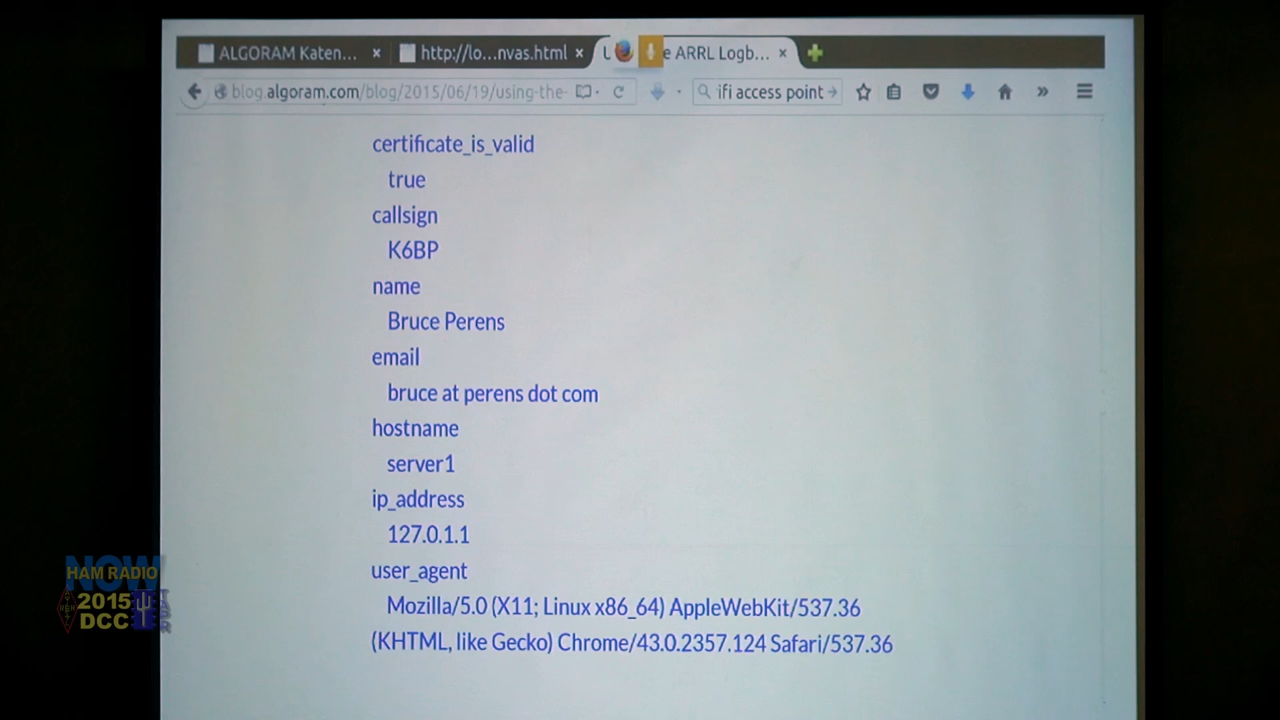 ALGORAM Katen... × http://lo...nvas.html × U e ARRL Logb... ×
blog.algoram.com/blog/2015/06/19/using-the- ifi access point
certificate_is_valid
true
callsign
K6BP
name
Bruce Perens
email
bruce at perens dot com
hostname
server1
ip_address
127.0.1.1
user_agent
Mozilla/5.0 (X11; Linux x86_64) AppleWebKit/537.36
(KHTML, like Gecko) Chrome/43.0.2357.124 Safari/537.36
NOW
HAM RADIO
2015
DCC
TAPR